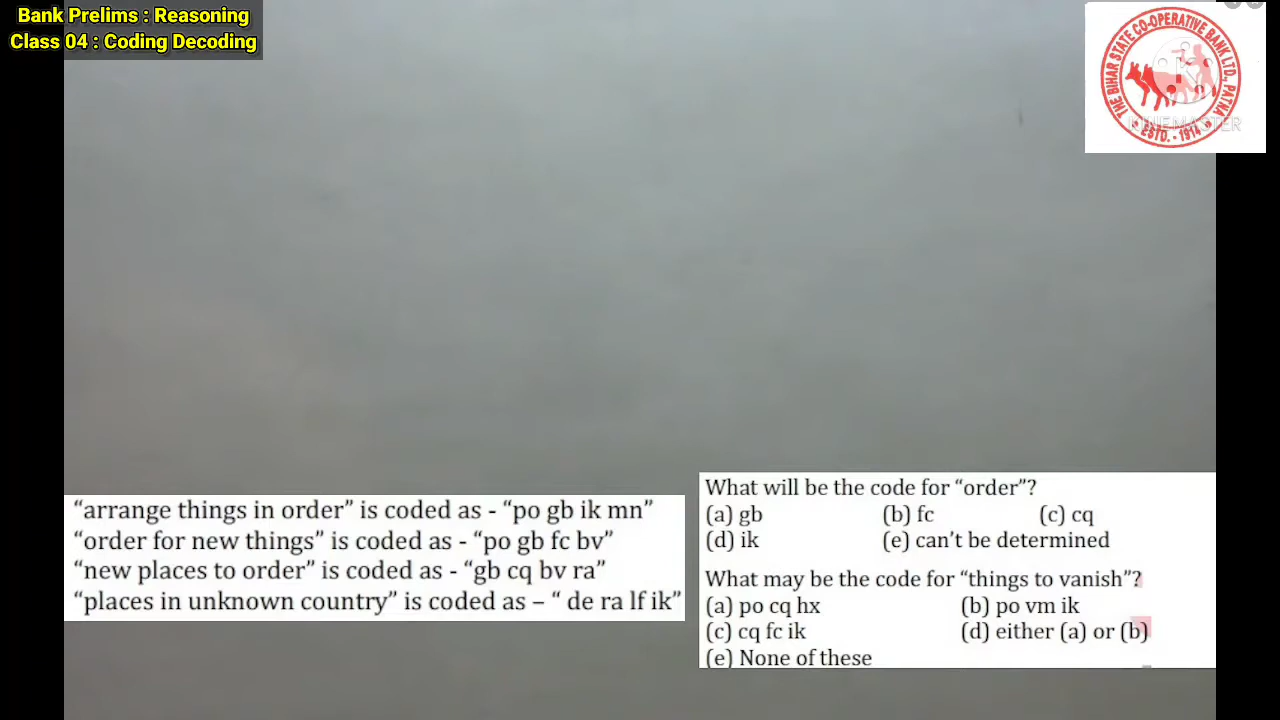 Bank Prelims : Reasoning
Class 04 : Coding Decoding
THE BIHAR STATE CO-OPERATIVE BANK LTD., PATNA
KINEMASTER
ESTD. - 1914
“arrange things in order” is coded as - “po gb ik mn”
“order for new things” is coded as - “po gb fc bv”
“new places to order” is coded as - “gb cq bv ra”
“places in unknown country” is coded as – “ de ra lf ik”
What will be the code for “order”?
(a) gb (b) fc (c) cq
(d) ik (e) can’t be determined
What may be the code for “things to vanish”?
(a) po cq hx (b) po vm ik
(c) cq fc ik (d) either (a) or (b)
(e) None of these